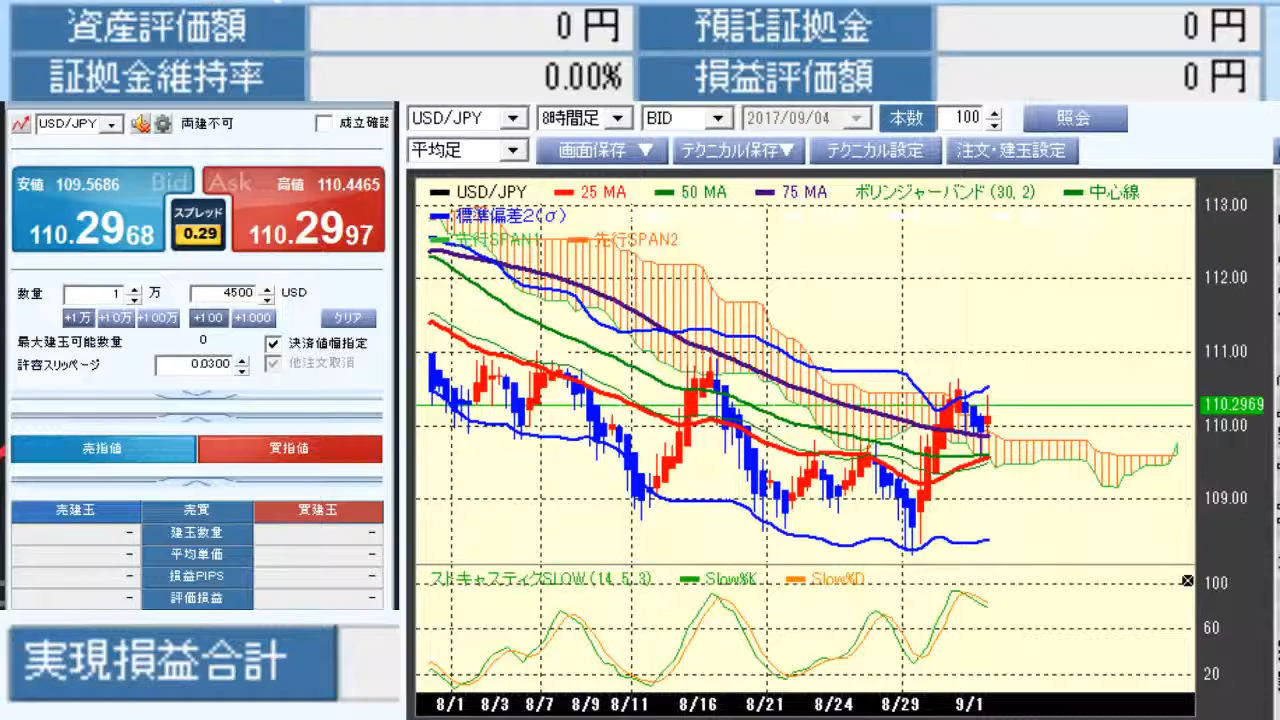 資産評価額 0 円 預託証拠金 0 円
証拠金維持率 0.00% 損益評価額 0 円
USD/JPY 両建不可 成立確認
安値 109.5686 Bid Ask 高値 110.4465
110.2968 スプレッド 0.29 110.2997
数量 1 万 4500 USD
+1万 +10万 +100万 +100 +1000 クリア
最大建玉可能数量 0 決済値幅指定
許容スリッページ 0.0300 他注文取消
売指値 買指値
売建玉 売買 買建玉
- 建玉数量 -
- 平均単価 -
- 損益PIPS -
- 評価損益 -
実現損益合計
USD/JPY 8時間足 BID 2017/09/04 本数 100 照会
平均足 画面保存 ▼ テクニカル保存▼ テクニカル設定 注文・建玉設定
USD/JPY 25 MA 50 MA 75 MA ボリンジャーバンド(30, 2) 中心線
標準偏差2(σ)
先行SPAN1 先行SPAN2
113.00
112.00
111.00
110.2969
110.00
109.00
ストキャスティクSLOW(14,5,3) Slow%K Slow%D
100
60
20
8/1 8/3 8/7 8/9 8/11 8/16 8/21 8/24 8/29 9/1